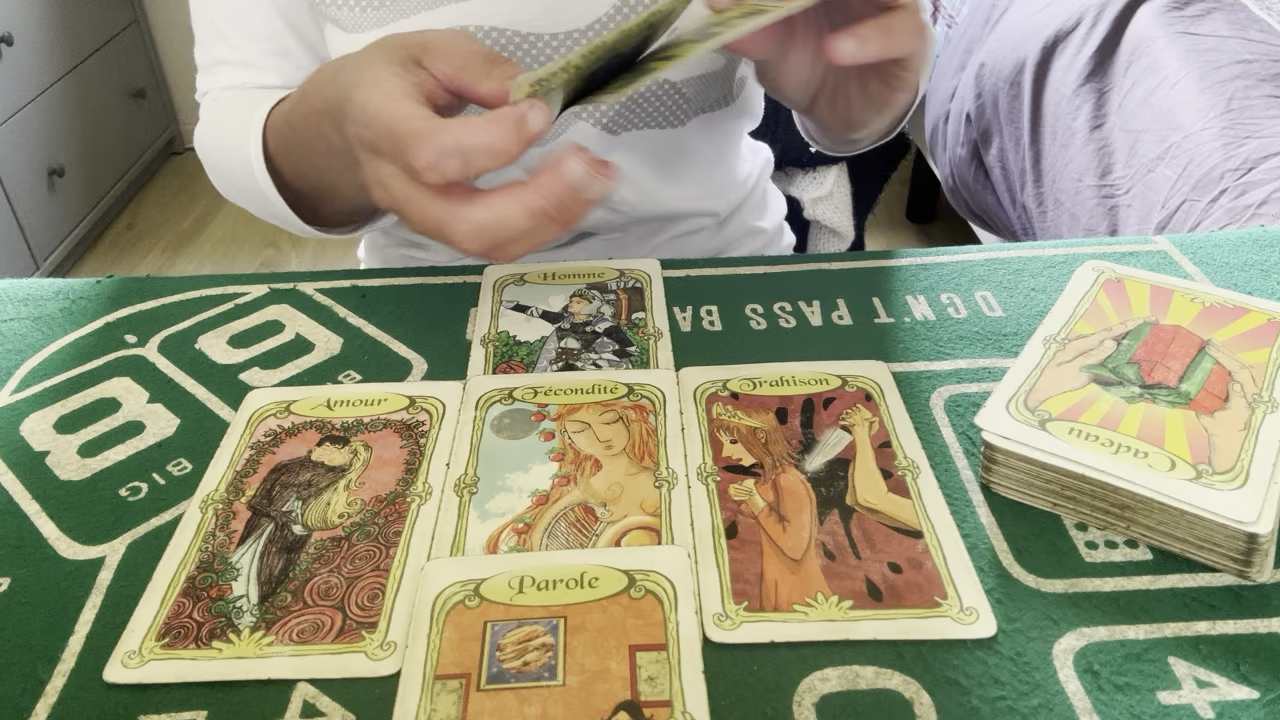 Homme
DON'T PASS BA
6
8
BIG
Amour
Fécondité
Trahison
Cadeau
Parole
4